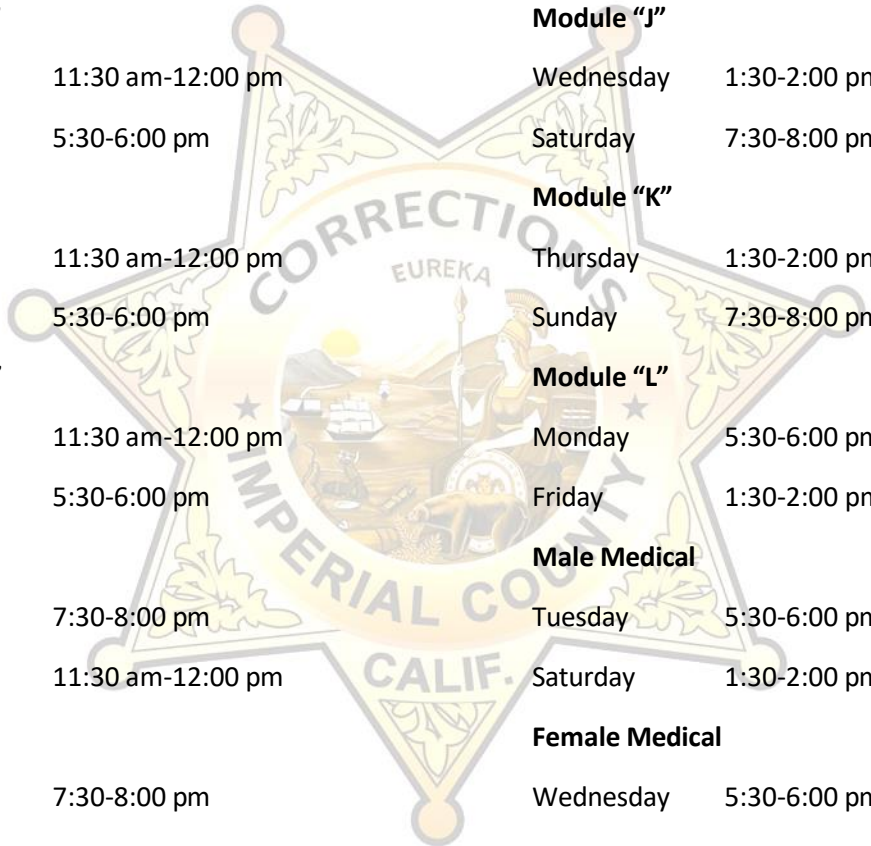 Module “J”
11:30 am-12:00 pm Wednesday 1:30-2:00 pm
5:30-6:00 pm Saturday 7:30-8:00 pm
Module “K”
11:30 am-12:00 pm Thursday 1:30-2:00 pm
5:30-6:00 pm Sunday 7:30-8:00 pm
Module “L”
11:30 am-12:00 pm Monday 5:30-6:00 pm
5:30-6:00 pm Friday 1:30-2:00 pm
Male Medical
7:30-8:00 pm Tuesday 5:30-6:00 pm
11:30 am-12:00 pm Saturday 1:30-2:00 pm
Female Medical
7:30-8:00 pm Wednesday 5:30-6:00 pm
CORRECTIONS
EUREKA
IMPERIAL COUNTY
CALIF.